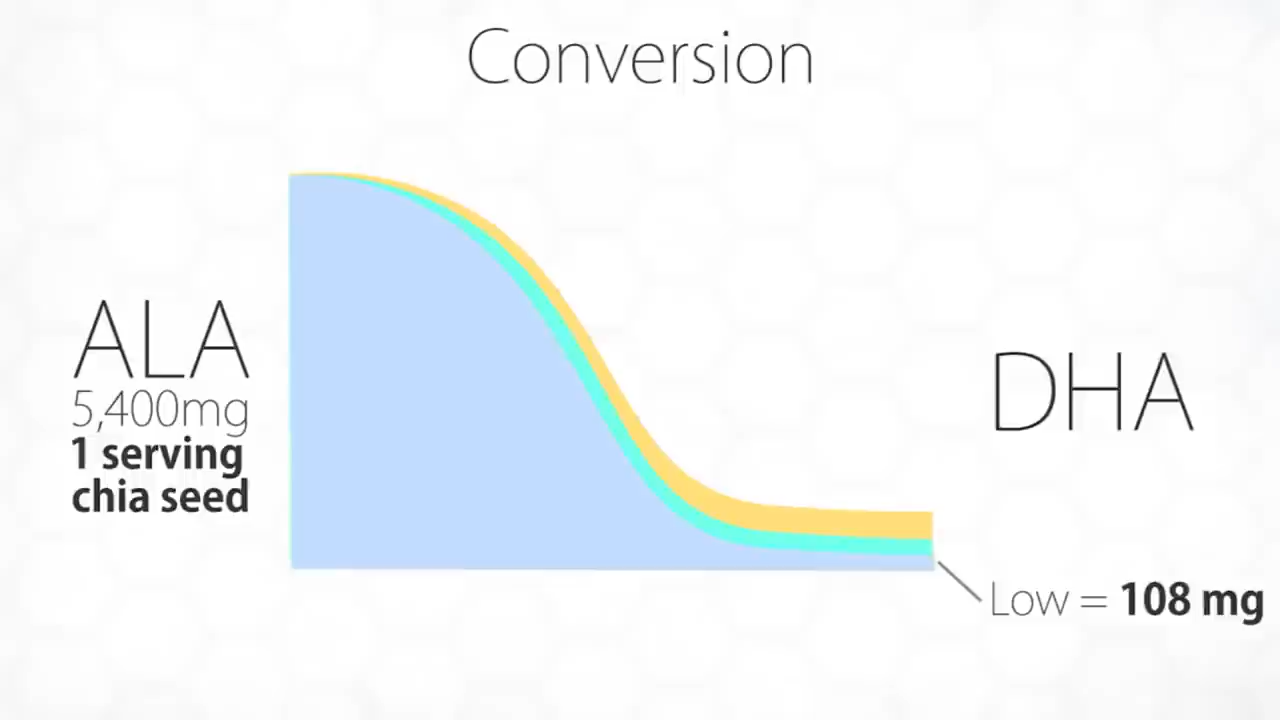 Conversion
ALA
5,400mg
1 serving
chia seed
DHA
Low = 108 mg